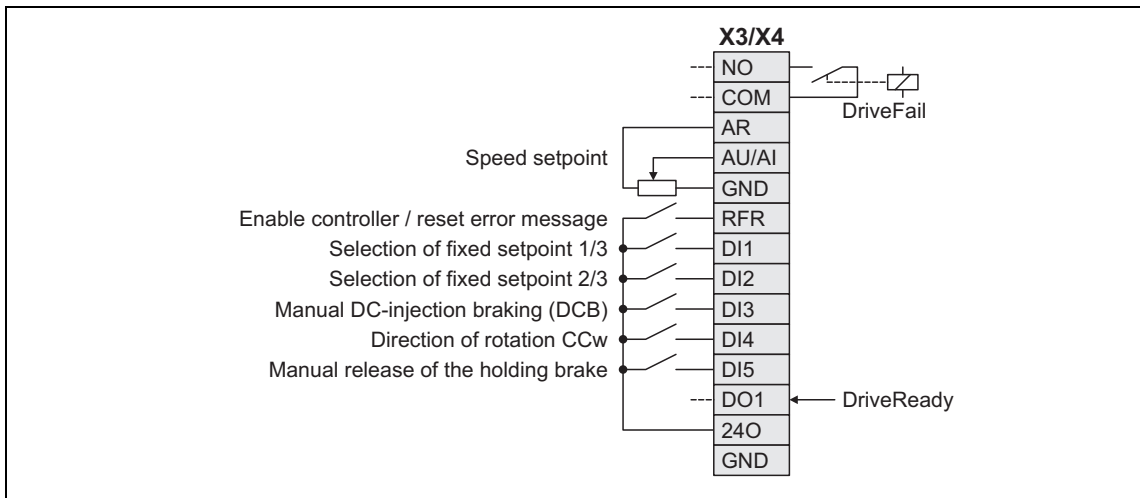 X3/X4
NO
COM
DriveFail
AR
Speed setpoint AU/AI
GND
Enable controller / reset error message RFR
Selection of fixed setpoint 1/3 DI1
Selection of fixed setpoint 2/3 DI2
Manual DC-injection braking (DCB) DI3
Direction of rotation CCw DI4
Manual release of the holding brake DI5
DO1 DriveReady
24O
GND